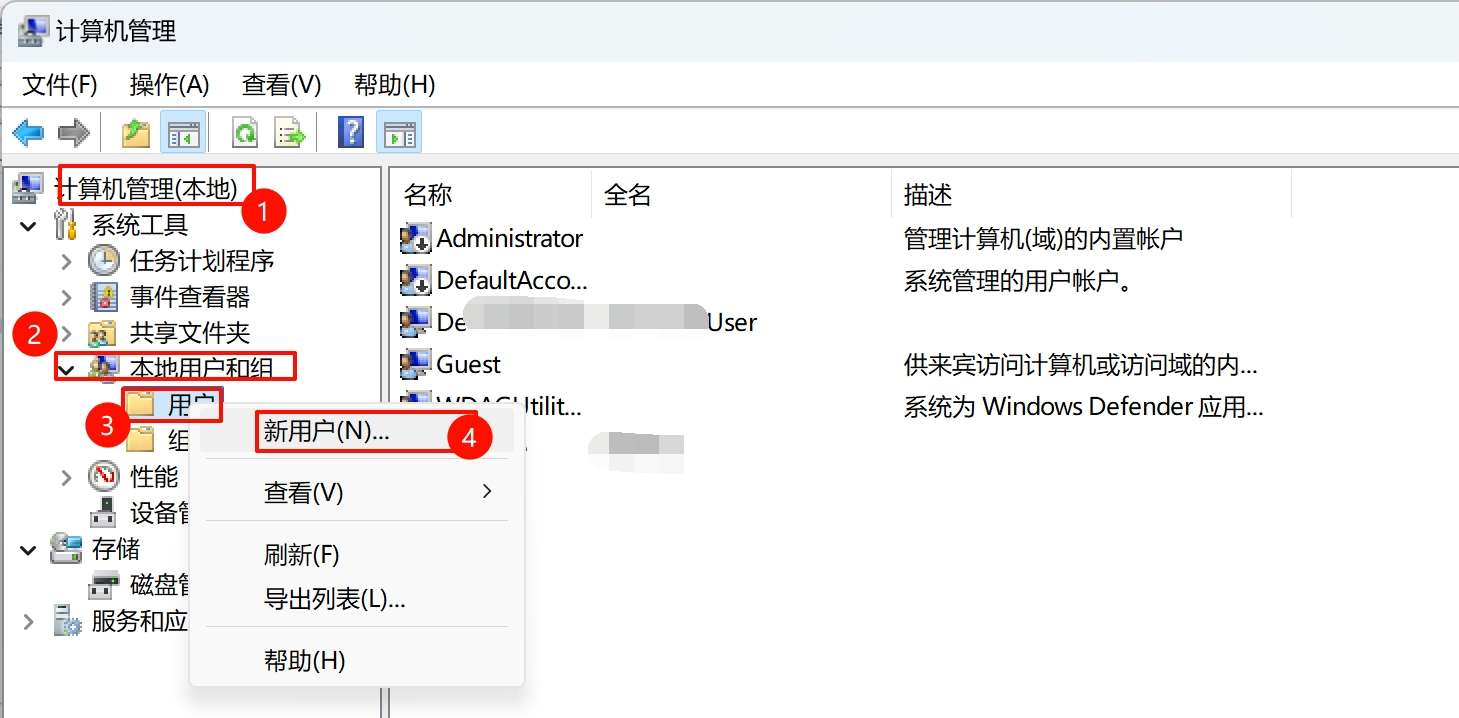 计算机管理
文件(F) 操作(A) 查看(V) 帮助(H)
计算机管理(本地)
1
系统工具
任务计划程序
事件查看器
共享文件夹
2
本地用户和组
用户
3
组
性能
设备管
存储
磁盘管
服务和应
新用户(N)...
4
查看(V)
刷新(F)
导出列表(L)...
帮助(H)
名称 全名 描述
Administrator 管理计算机(域)的内置帐户
DefaultAcco... 系统管理的用户帐户。
De User
Guest 供来宾访问计算机或访问域的内...
WDAGUtilit... 系统为 Windows Defender 应用...